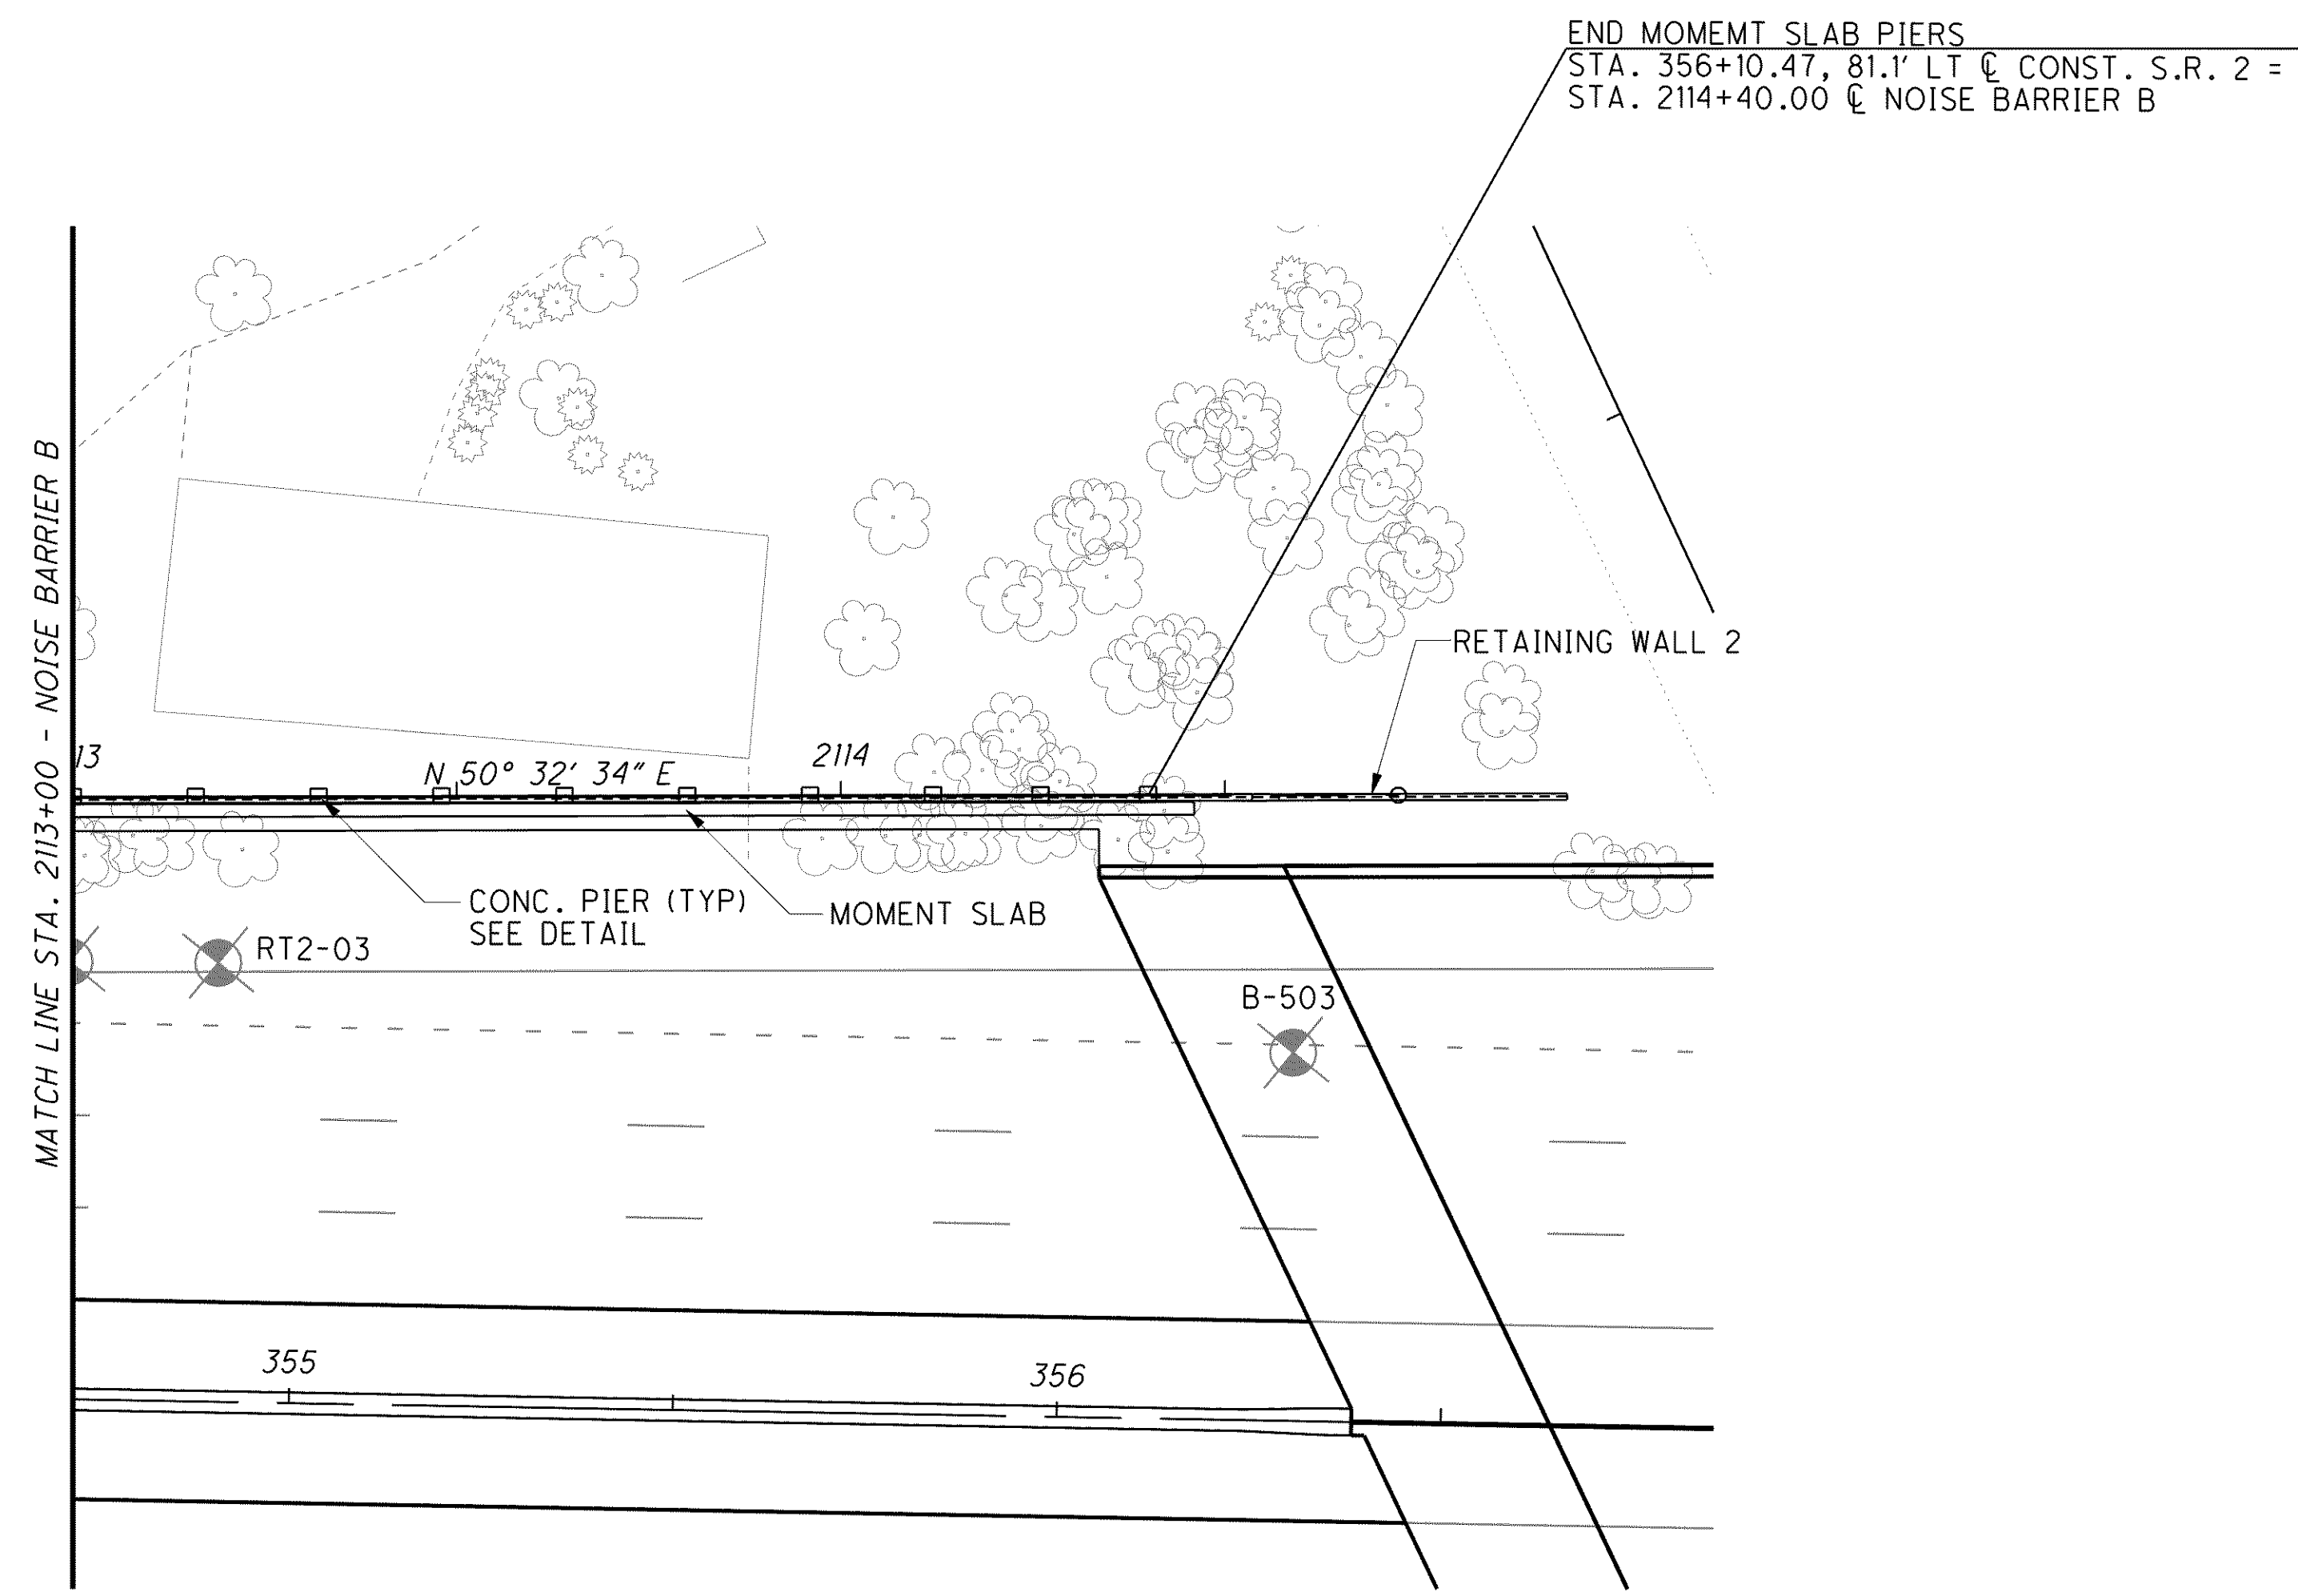 END MOMEMT SLAB PIERS
STA. 356+10.47, 81.1' LT ℄ CONST. S.R. 2 =
STA. 2114+40.00 ℄ NOISE BARRIER B
MATCH LINE STA. 2113+00 - NOISE BARRIER B
RETAINING WALL 2
13
N 50° 32' 34" E
2114
CONC. PIER (TYP)
SEE DETAIL
MOMENT SLAB
RT2-03
B-503
355
356